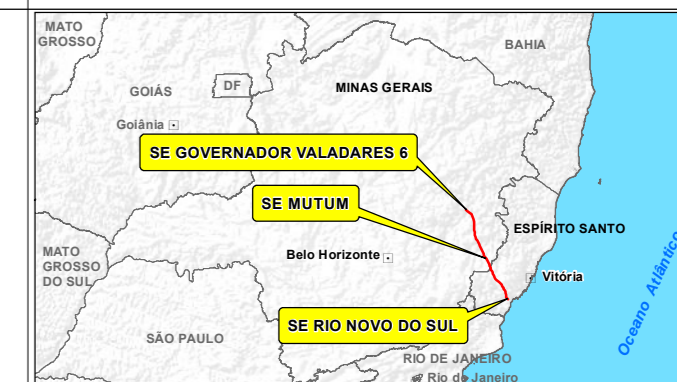 MATO
GROSSO
BAHIA
GOIÁS
DF
MINAS GERAIS
Goiânia
SE GOVERNADOR VALADARES 6
SE MUTUM
ESPÍRITO SANTO
MATO
GROSSO
DO SUL
Belo Horizonte
Vitória
Oceano Atlântico
SE RIO NOVO DO SUL
SÃO PAULO
RIO DE JANEIRO
Rio de Janeiro